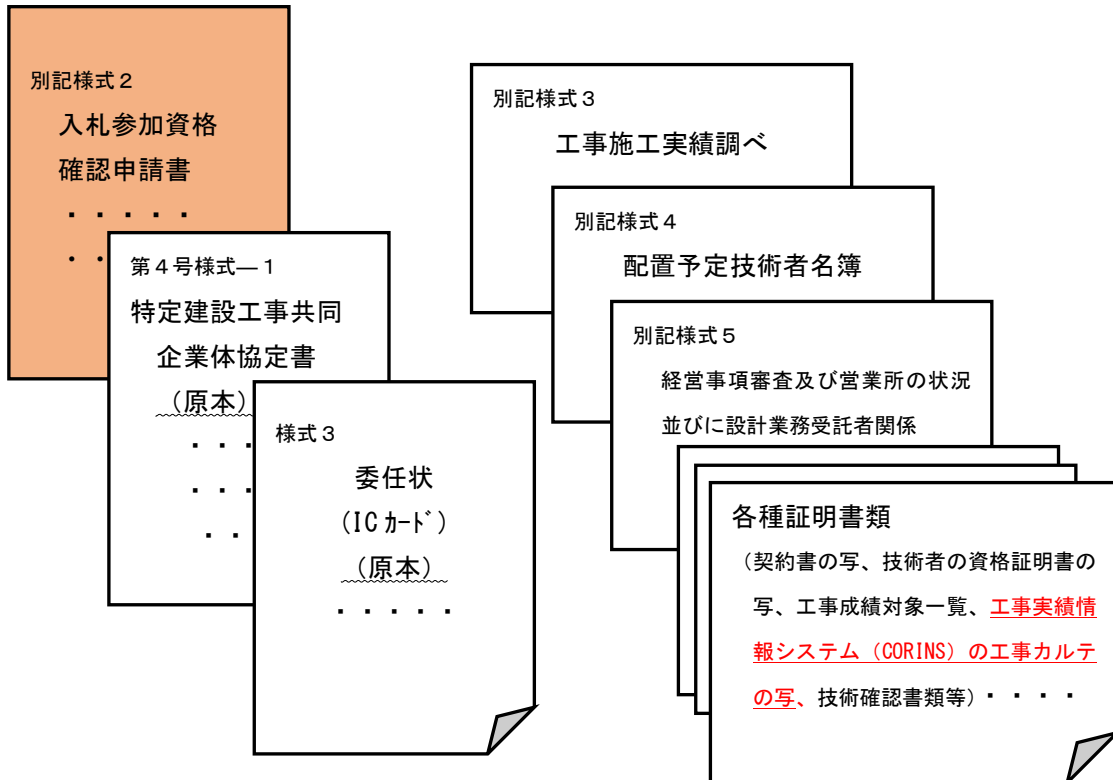 別記様式２
入札参加資格
確認申請書
・・・・・
・・
第４号様式―１
特定建設工事共同
企業体協定書
（原本）
・・・
・・・
・・
様式３
委任状
（ICｶｰﾄﾞ）
（原本）
・・・・・
別記様式３
工事施工実績調べ
別記様式４
配置予定技術者名簿
別記様式５
経営事項審査及び営業所の状況
並びに設計業務受託者関係
各種証明書類
（契約書の写、技術者の資格証明書の
写、工事成績対象一覧、工事実績情
報システム（CORINS）の工事カルテ
の写、技術確認書類等）・・・・